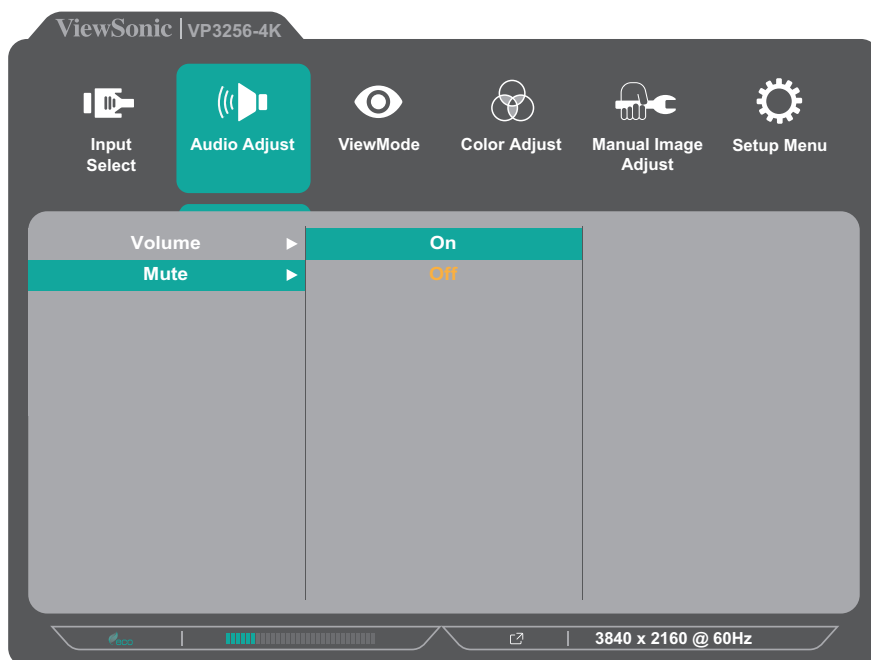 ViewSonic | VP3256-4K
Input
Select
Audio Adjust
ViewMode
Color Adjust
Manual Image
Adjust
Setup Menu
Volume
On
Mute
Off
eco
3840 x 2160 @ 60Hz